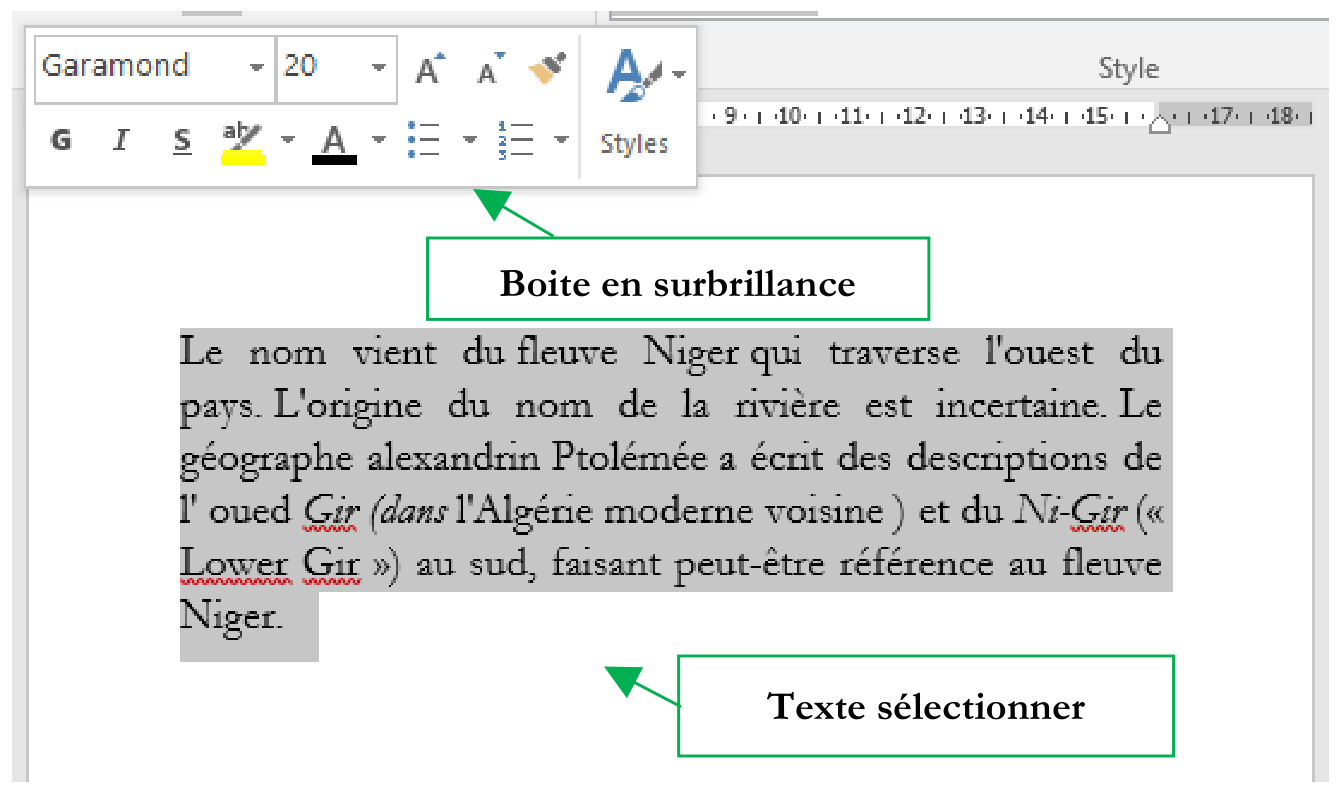 Garamond 20 A A Style
G I S ab A 1 2 3 Styles
9 10 11 12 13 14 15 17 18
Boite en surbrillance
Le nom vient du fleuve Niger qui traverse l'ouest du
pays. L'origine du nom de la rivière est incertaine. Le
géographe alexandrin Ptolémée a écrit des descriptions de
l' oued Gir (dans l'Algérie moderne voisine ) et du Ni-Gir («
Lower Gir ») au sud, faisant peut-être référence au fleuve
Niger.
Texte sélectionner